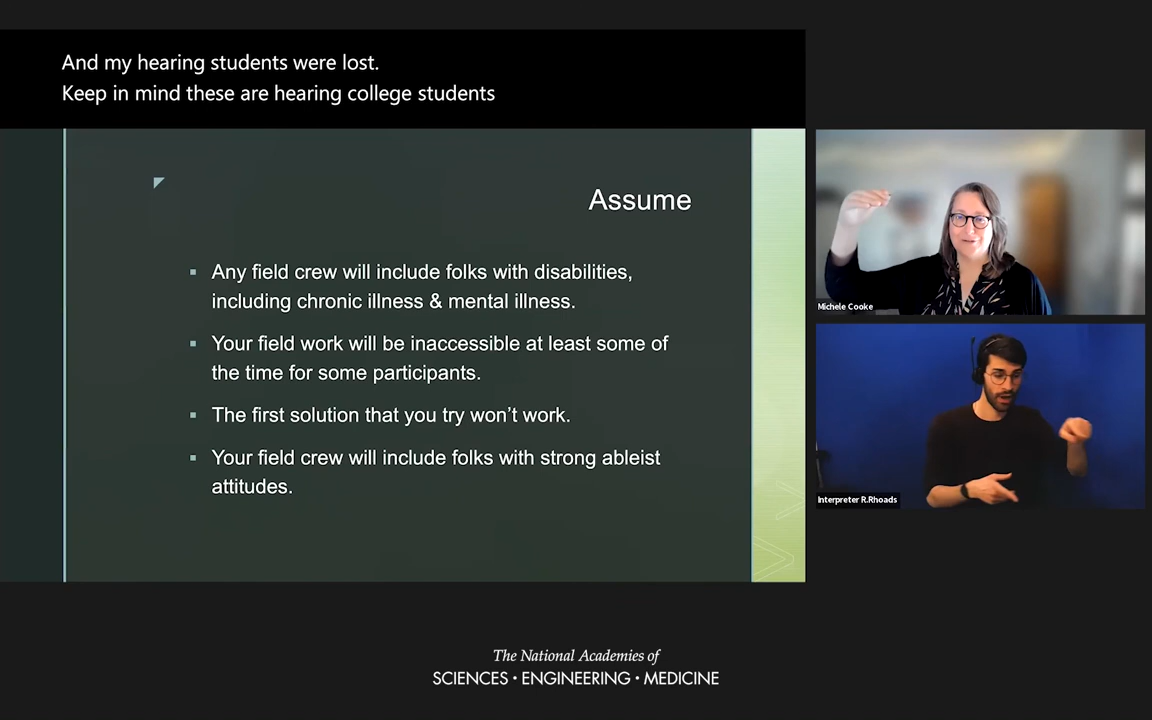 And my hearing students were lost.
Keep in mind these are hearing college students
Assume
Any field crew will include folks with disabilities,
including chronic illness & mental illness.
Your field work will be inaccessible at least some of
the time for some participants.
The first solution that you try won't work.
Your field crew will include folks with strong ableist
attitudes.
Michele Cooke
Interpreter R.Rhoads
The National Academies of
SCIENCES • ENGINEERING • MEDICINE